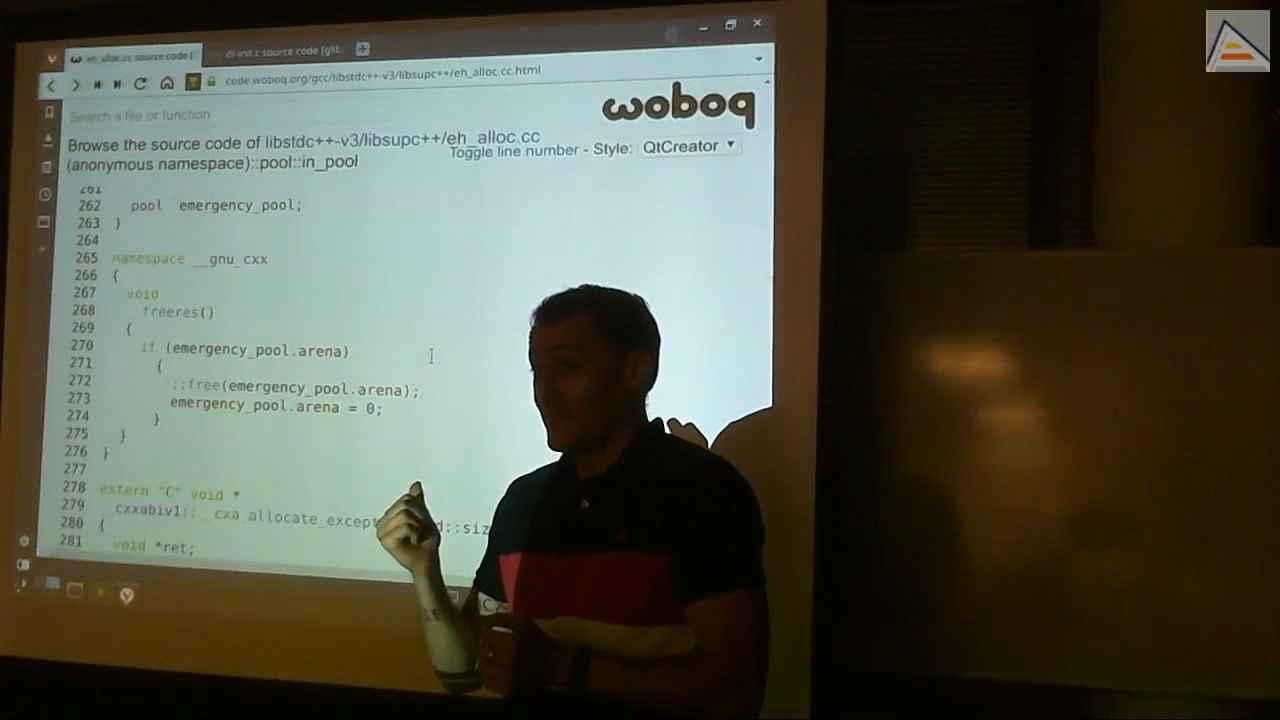 eh_alloc.cc source code [
dl-init.c source code [glib
code.woboq.org/gcc/libstdc++-v3/libsupc++/eh_alloc.cc.html
Search a file or function
woboq
Browse the source code of libstdc++-v3/libsupc++/eh_alloc.cc
Toggle line number - Style: QtCreator
(anonymous namespace)::pool::in_pool
261
262 pool emergency_pool;
263 }
264
265 namespace __gnu_cxx
266 {
267 void
268 freeres()
269 {
270 if (emergency_pool.arena)
271 {
272 ::free(emergency_pool.arena);
273 emergency_pool.arena = 0;
274 }
275 }
276 }
277
278 extern "C" void *
279 __cxxabiv1::__cxa_allocate_except d::siz
280 {
281 void *ret;